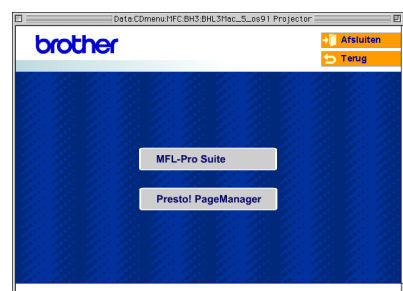 Data:CDmenu:MFC:BH3:BHL3Mac_5_os91 Projector
brother
Afsluiten
Terug
MFL-Pro Suite
Presto! PageManager